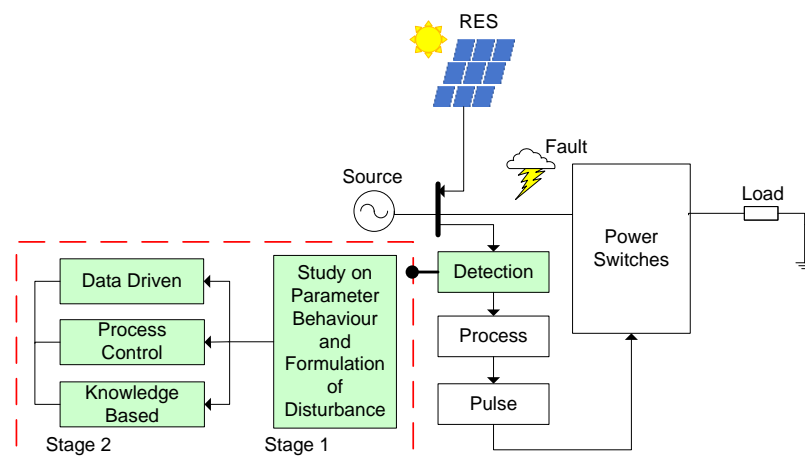 RES
Fault
Source
Load
Power
Switches
Detection
Process
Pulse
Data Driven
Process
Control
Knowledge
Based
Study on
Parameter
Behaviour
and
Formulation
of
Disturbance
Stage 2
Stage 1